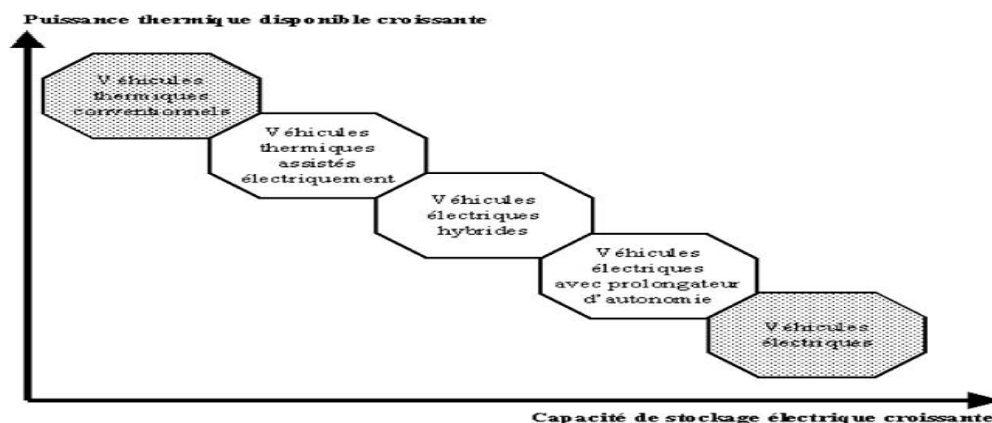 Puissance thermique disponible croissante
Véhicules
thermiques
conventionnels
Véhicules
thermiques
assistés
électriquement
Véhicules
électriques
hybrides
Véhicules
électriques
avec prolongateur
d'autonomie
Véhicules
électriques
Capacité de stockage électrique croissante